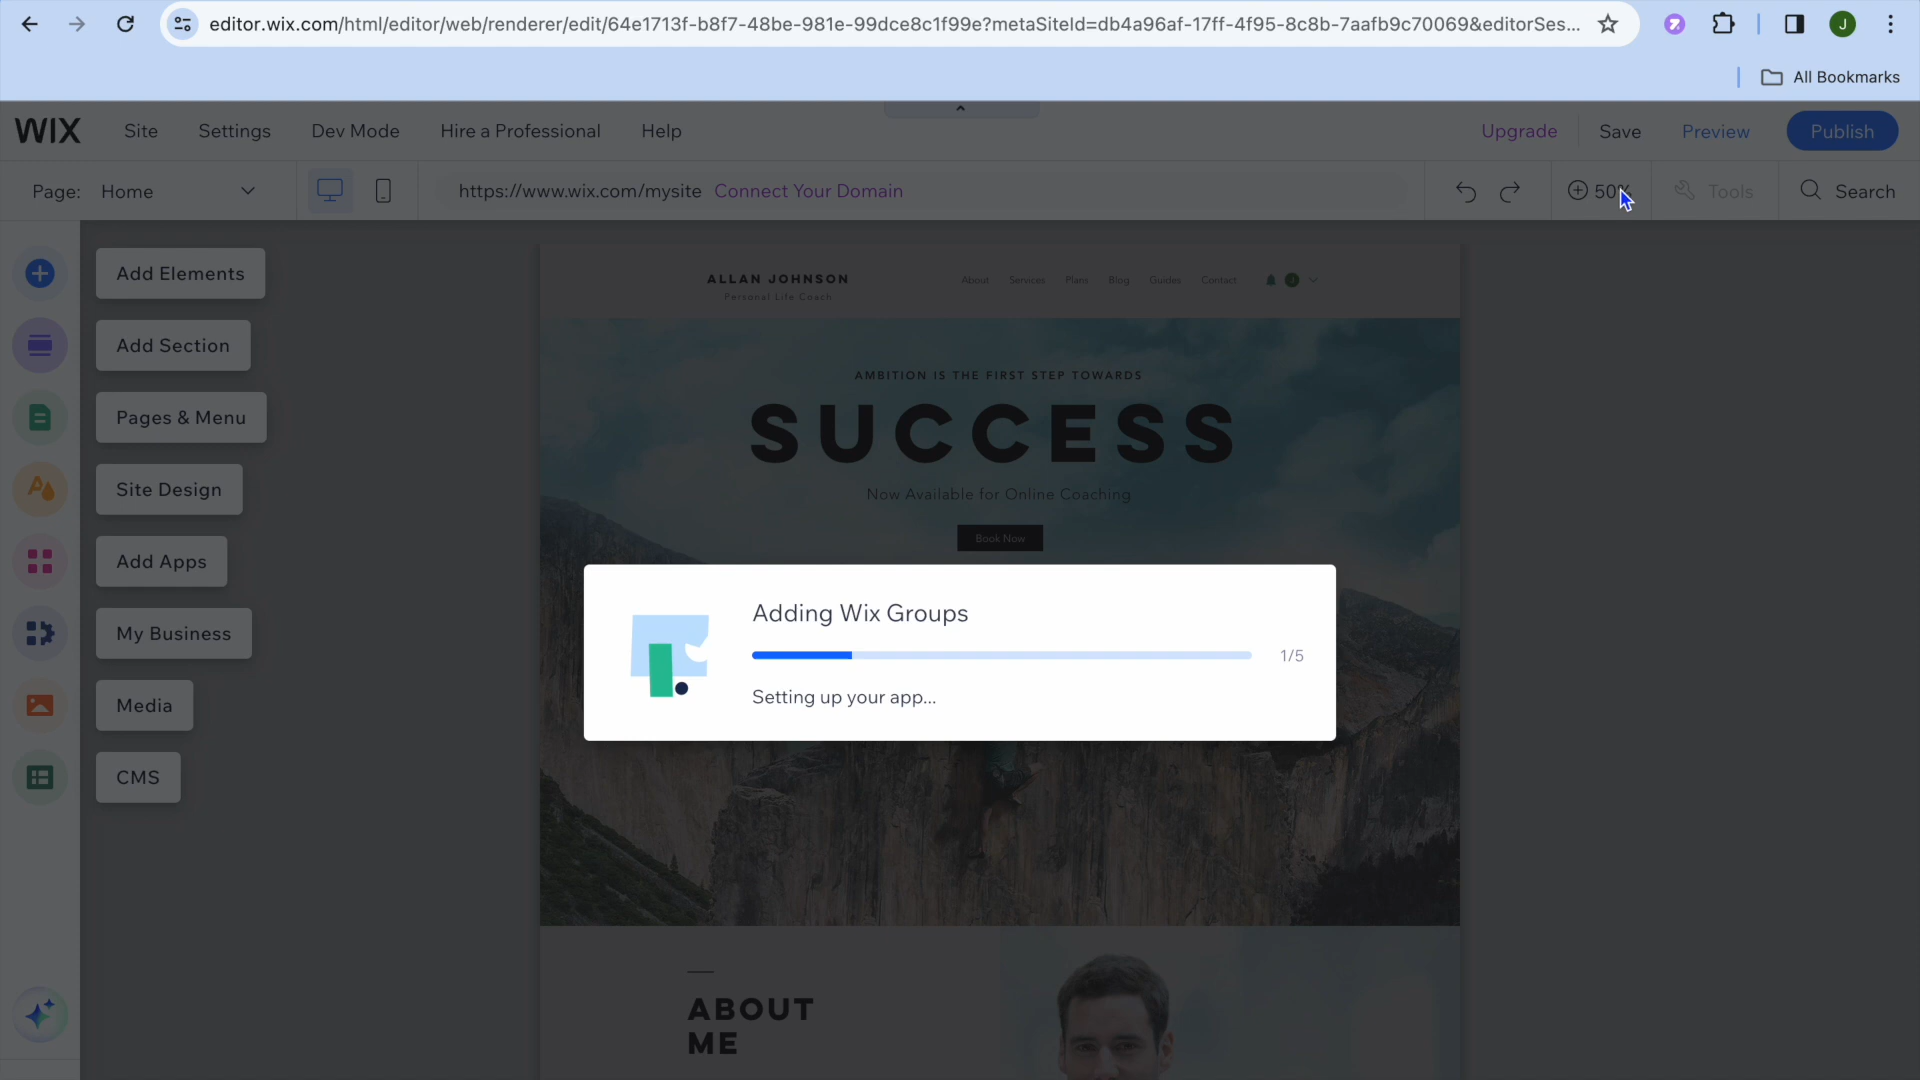 editor.wix.com/html/editor/web/renderer/edit/64e1713f-b8f7-48be-981e-99dce8c1f99e?metaSiteId=db4a96af-17ff-4f95-8c8b-7aafb9c70069&editorSes...
J
All Bookmarks
WIX Site Settings Dev Mode Hire a Professional Help Upgrade Save Preview Publish
Page: Home https://www.wix.com/mysite Connect Your Domain 50% Tools Search
Add Elements
Add Section
Pages & Menu
Site Design
Add Apps
My Business
Media
CMS
ALLAN JOHNSON
Personal Life Coach
About Services Plans Blog Guides Contact J
AMBITION IS THE FIRST STEP TOWARDS
SUCCESS
Now Available for Online Coaching
Book Now
Adding Wix Groups
1/5
Setting up your app...
ABOUT
ME